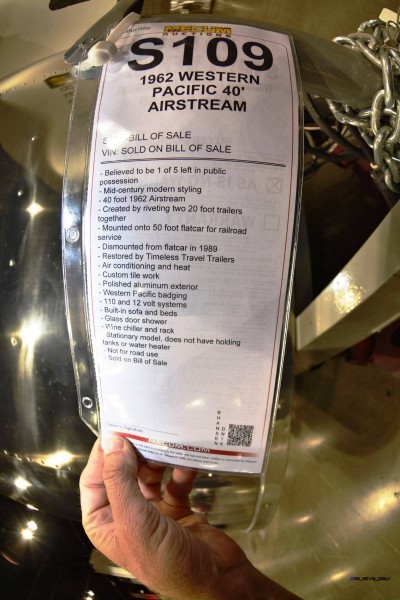 MECUM
AUCTIONS
S109
1962 WESTERN
PACIFIC 40'
AIRSTREAM
BILL OF SALE
VIN: SOLD ON BILL OF SALE
- Believed to be 1 of 5 left in public
possession
- Mid-century modern styling
- 40 foot 1962 Airstream
- Created by riveting two 20 foot trailers
together
- Mounted onto 50 foot flatcar for railroad
service
- Dismounted from flatcar in 1989
- Restored by Timeless Travel Trailers
- Air conditioning and heat
- Custom tile work
- Polished aluminum exterior
- Western Pacific badging
- 110 and 12 volt systems
- Built-in sofa and beds
- Glass door shower
- Wine chiller and rack
Stationary model, does not have holding
tanks or water heater
- Not for road use
- Sold on Bill of Sale
MECUM.COM